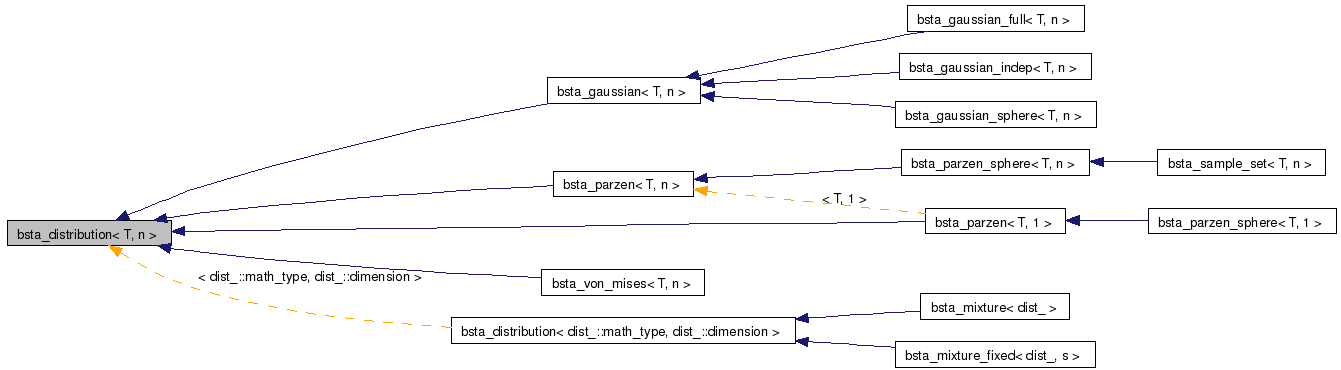 bsta_gaussian_full< T, n >
bsta_gaussian_indep< T, n >
bsta_gaussian< T, n >
bsta_gaussian_sphere< T, n >
bsta_parzen_sphere< T, n >
bsta_sample_set< T, n >
bsta_parzen< T, n >
< T, 1 >
bsta_parzen< T, 1 >
bsta_parzen_sphere< T, 1 >
bsta_distribution< T, n >
< dist_::math_type, dist_::dimension >
bsta_von_mises< T, n >
bsta_mixture< dist_ >
bsta_distribution< dist_::math_type, dist_::dimension >
bsta_mixture_fixed< dist_, s >